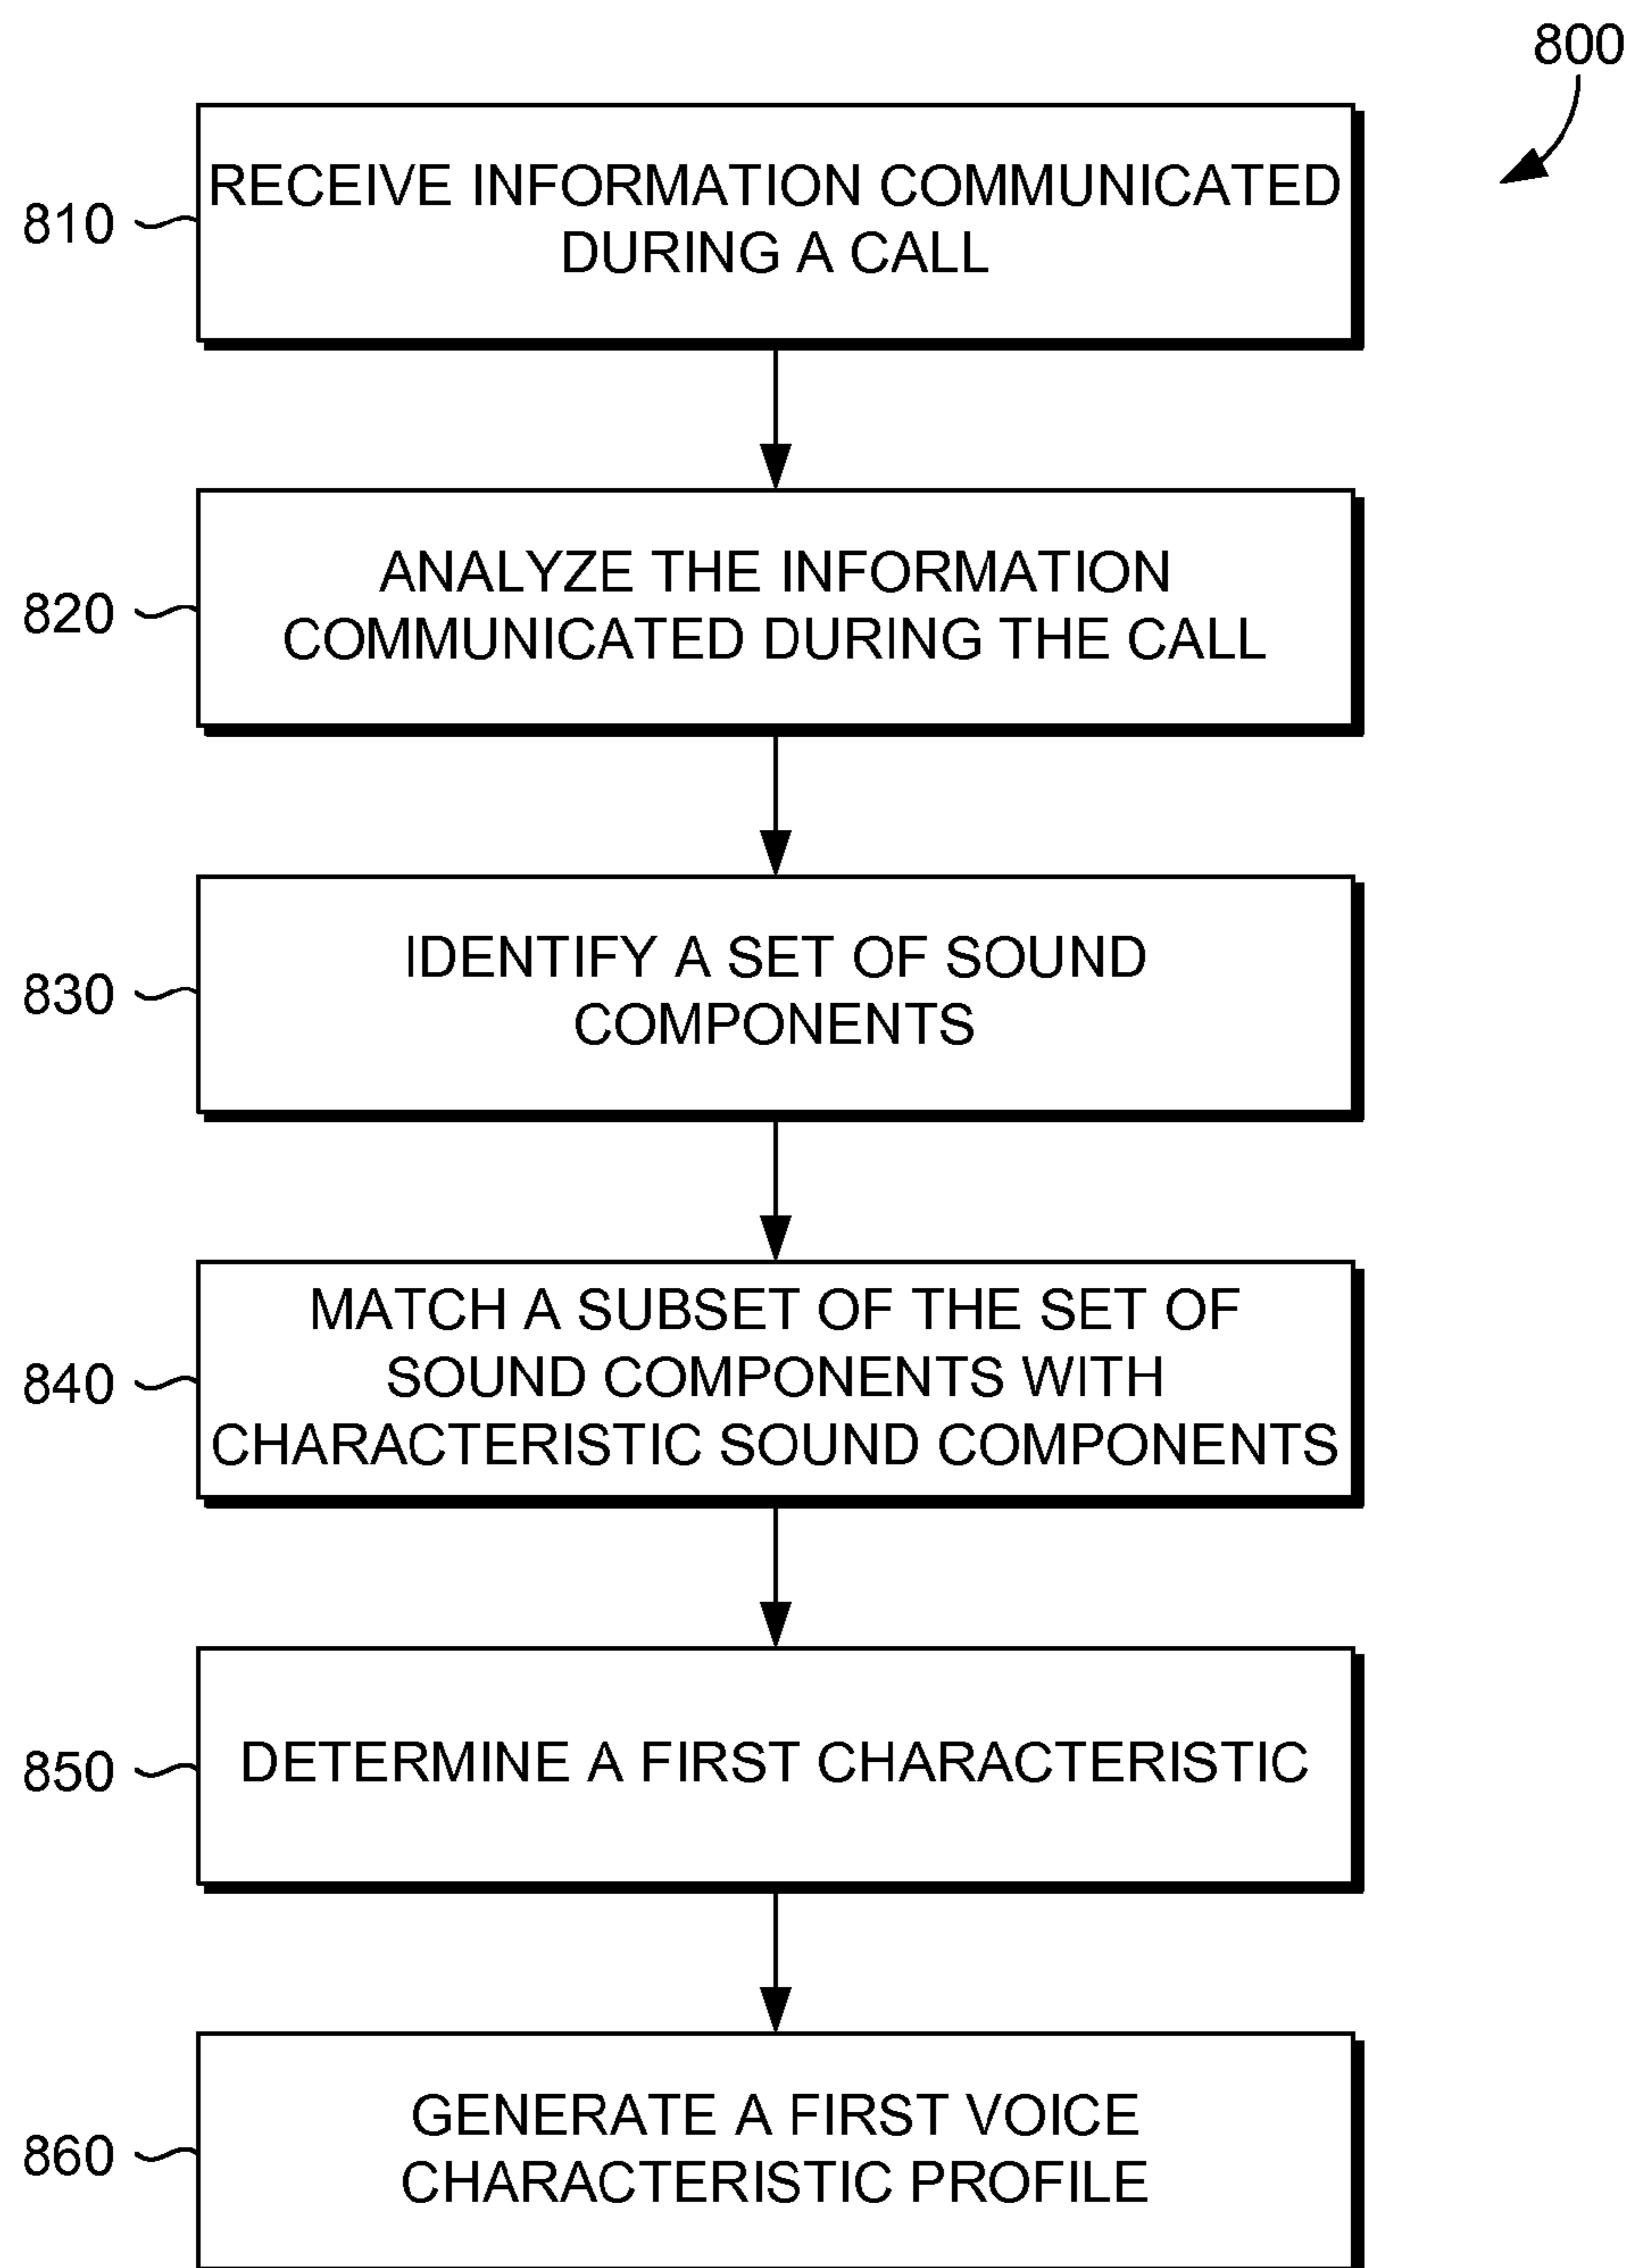 800
810
RECEIVE INFORMATION COMMUNICATED
DURING A CALL
820
ANALYZE THE INFORMATION
COMMUNICATED DURING THE CALL
830
IDENTIFY A SET OF SOUND
COMPONENTS
840
MATCH A SUBSET OF THE SET OF
SOUND COMPONENTS WITH
CHARACTERISTIC SOUND COMPONENTS
850
DETERMINE A FIRST CHARACTERISTIC
860
GENERATE A FIRST VOICE
CHARACTERISTIC PROFILE